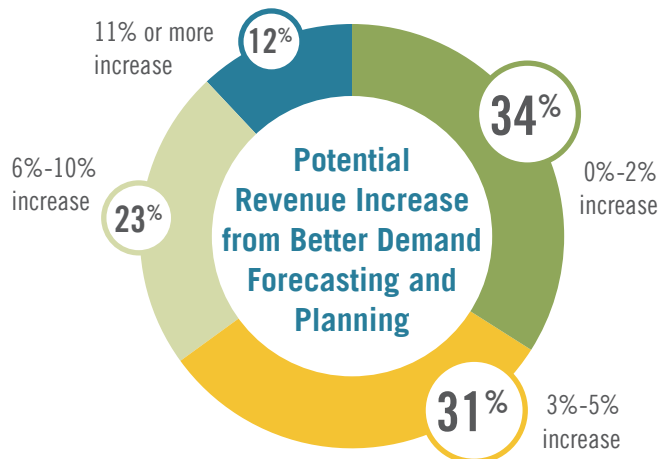 11% or more
increase
12%
34%
0%-2%
increase
6%-10%
increase
23%
Potential
Revenue Increase
from Better Demand
Forecasting and
Planning
31%
3%-5%
increase